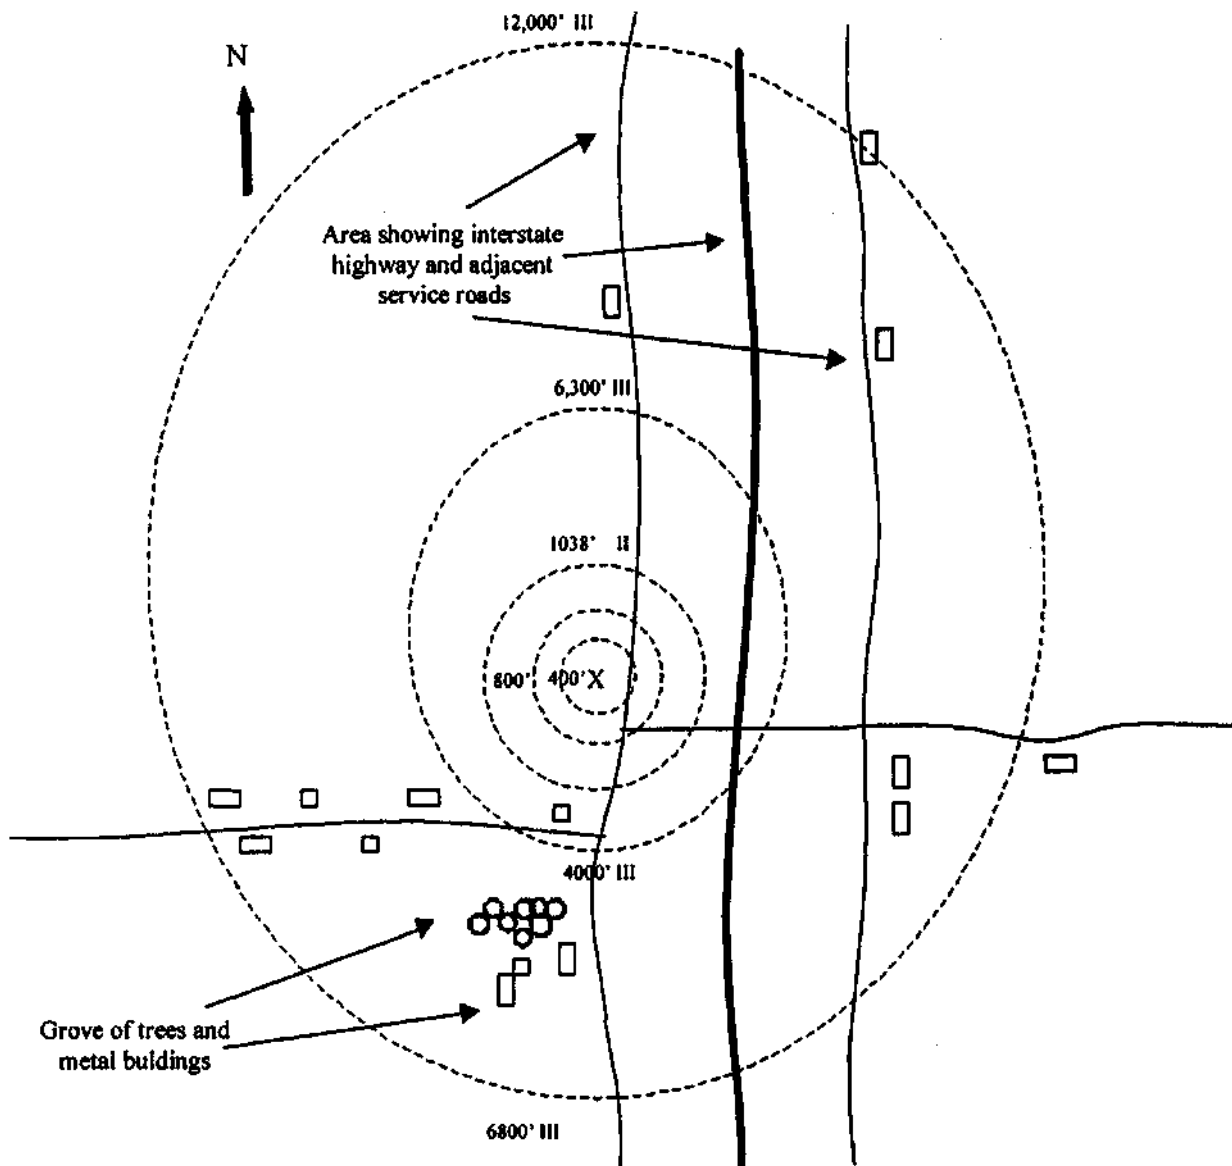 12,000' III
N
Area showing interstate
highway and adjacent
service roads
6,300' III
1038' II
800' 400' X
4000' III
Grove of trees and
metal buldings
6800' III